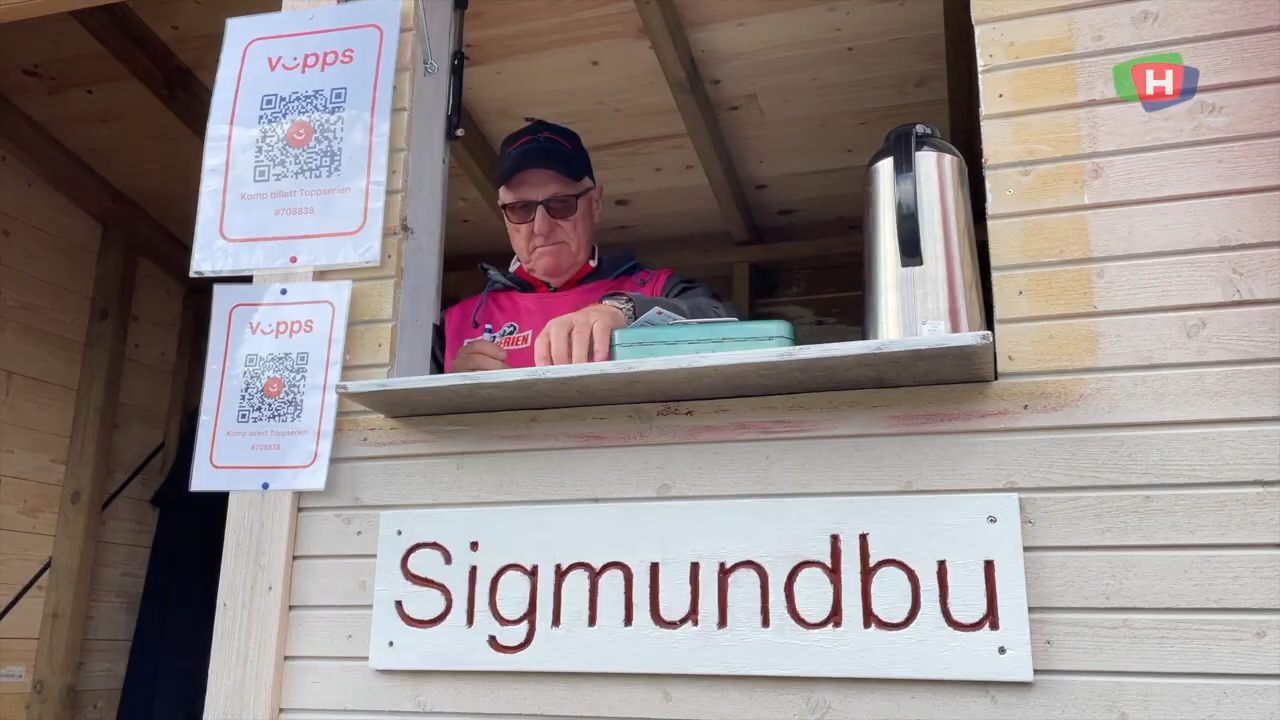 vipps
Kamp billett Toppserien
#708838
vipps
Kamp billett Toppserien
#708838
H
Sigmundbu